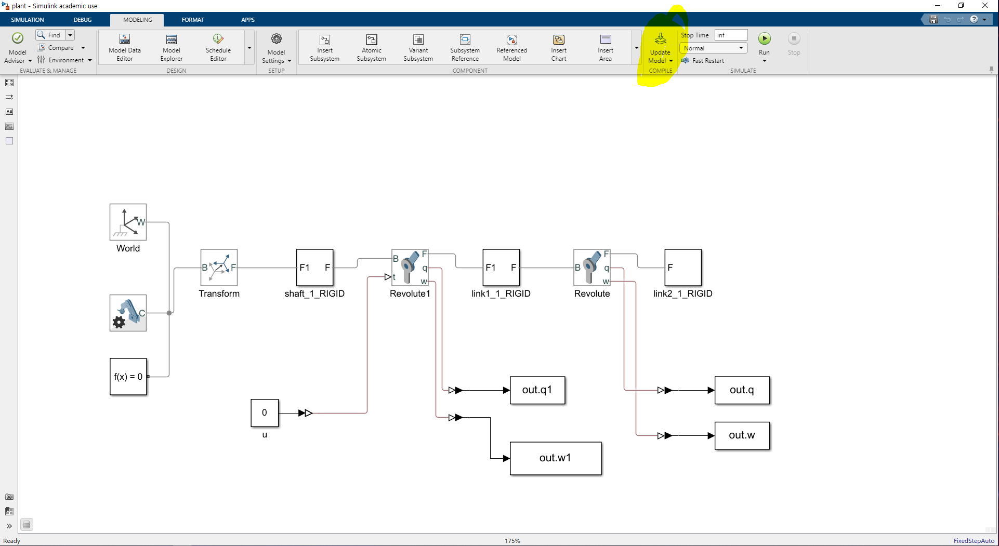 plant - Simulink academic use
SIMULATION DEBUG MODELING FORMAT APPS
Find
Compare
Environment
Model
Advisor
EVALUATE & MANAGE
Model Data
Editor
Model
Explorer
Schedule
Editor
DESIGN
Model
Settings
SETUP
Insert
Subsystem
Atomic
Subsystem
Variant
Subsystem
Subsystem
Reference
Referenced
Model
Insert
Chart
Insert
Area
COMPONENT
Update
Model
COMPILE
Stop Time inf
Normal
Fast Restart
Run
Stop
SIMULATE
W
World
C
f(x) = 0
B F
Transform
F1 F
shaft_1_RIGID
B F
t q
w
Revolute1
F1 F
link1_1_RIGID
B F
q
w
Revolute
F
link2_1_RIGID
0
u
out.q1
out.w1
out.q
out.w
Ready 175% FixedStepAuto